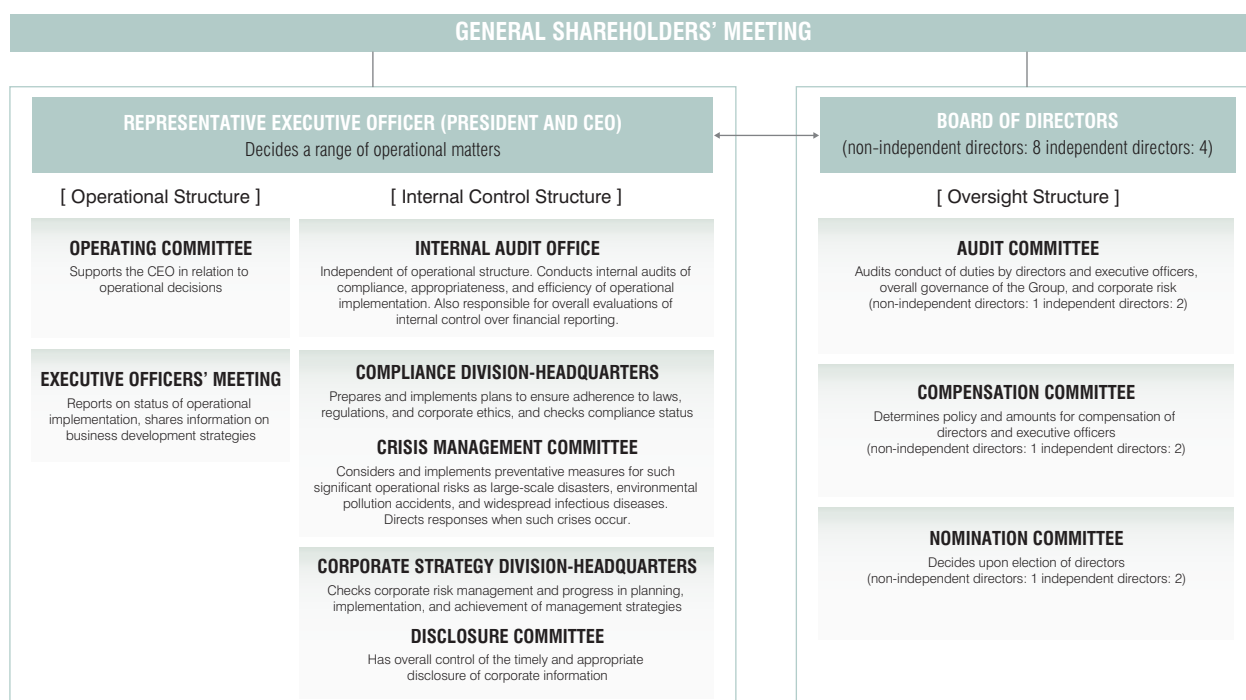 GENERAL SHAREHOLDERS’ MEETING
REPRESENTATIVE EXECUTIVE OFFICER (PRESIDENT AND CEO)
Decides a range of operational matters
[ Operational Structure ]
OPERATING COMMITTEE
Supports the CEO in relation to
operational decisions
EXECUTIVE OFFICERS’ MEETING
Reports on status of operational
implementation, shares information on
business development strategies
[ Internal Control Structure ]
INTERNAL AUDIT OFFICE
Independent of operational structure. Conducts internal audits of
compliance, appropriateness, and efficiency of operational
implementation. Also responsible for overall evaluations of
internal control over financial reporting.
COMPLIANCE DIVISION-HEADQUARTERS
Prepares and implements plans to ensure adherence to laws,
regulations, and corporate ethics, and checks compliance status
CRISIS MANAGEMENT COMMITTEE
Considers and implements preventative measures for such
significant operational risks as large-scale disasters, environmental
pollution accidents, and widespread infectious diseases.
Directs responses when such crises occur.
CORPORATE STRATEGY DIVISION-HEADQUARTERS
Checks corporate risk management and progress in planning,
implementation, and achievement of management strategies
DISCLOSURE COMMITTEE
Has overall control of the timely and appropriate
disclosure of corporate information
BOARD OF DIRECTORS
(non-independent directors: 8 independent directors: 4)
[ Oversight Structure ]
AUDIT COMMITTEE
Audits conduct of duties by directors and executive officers,
overall governance of the Group, and corporate risk
(non-independent directors: 1 independent directors: 2)
COMPENSATION COMMITTEE
Determines policy and amounts for compensation of
directors and executive officers
(non-independent directors: 1 independent directors: 2)
NOMINATION COMMITTEE
Decides upon election of directors
(non-independent directors: 1 independent directors: 2)